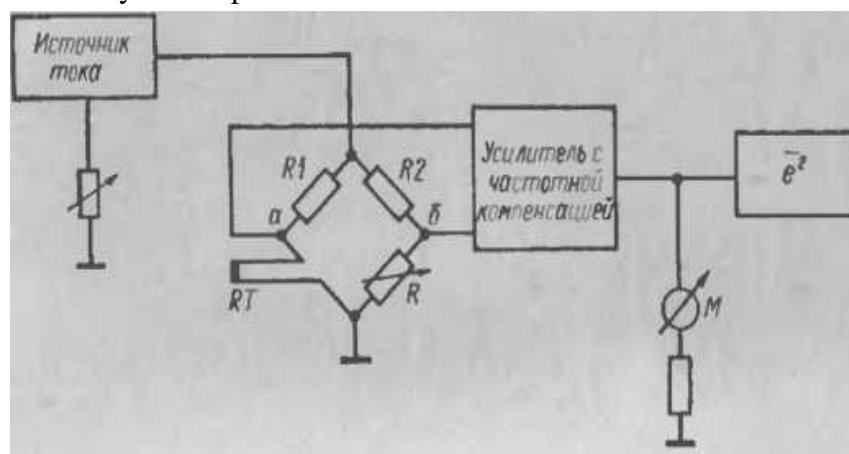 Источник
тока
R1
R2
a
б
RT
R
Усилитель с
частотной
компенсацией
e²
M